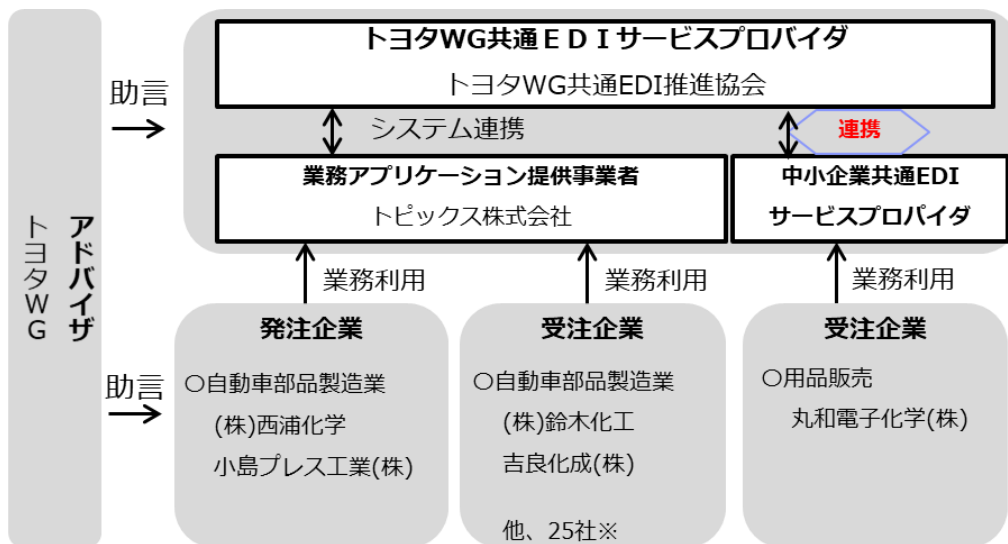 アドバイザ
トヨタWG
助言
助言
トヨタWG共通ＥＤＩサービスプロバイダ
トヨタWG共通EDI推進協会
システム連携
連携
業務アプリケーション提供事業者
トピックス株式会社
中小企業共通EDI
サービスプロバイダ
業務利用
業務利用
業務利用
発注企業
〇自動車部品製造業
(株)西浦化学
小島プレス工業(株)
受注企業
〇自動車部品製造業
(株)鈴木化工
吉良化成(株)
他、25社※
受注企業
〇用品販売
丸和電子化学(株)